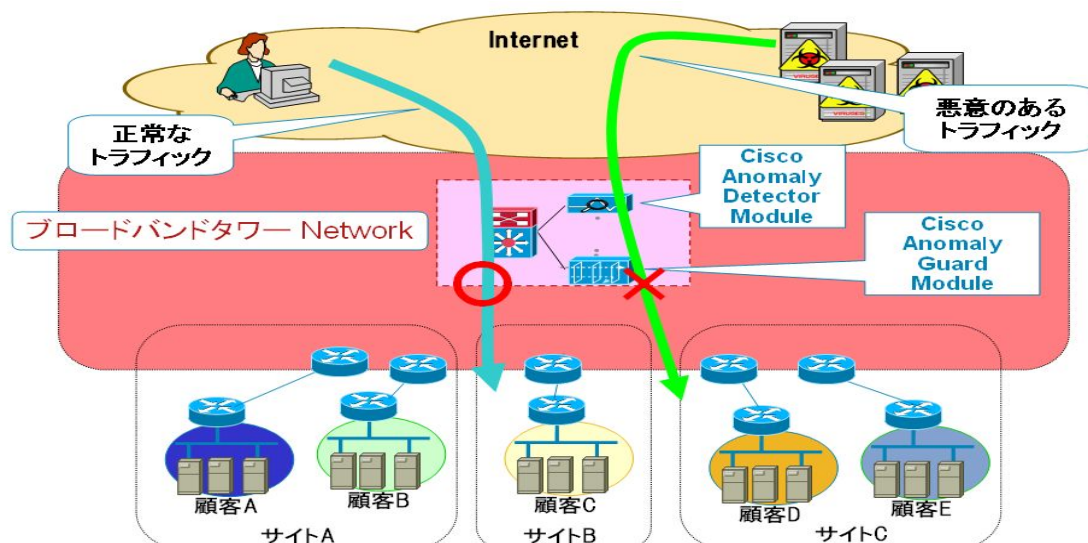 Internet
正常な
トラフィック
悪意のある
トラフィック
VIRUSES
VIRUSES
VIRUSES
Cisco
Anomaly
Detector
Module
ブロードバンドタワー Network
Cisco
Anomaly
Guard
Module
顧客A
顧客B
顧客C
顧客D
顧客E
サイトA
サイトB
サイトC